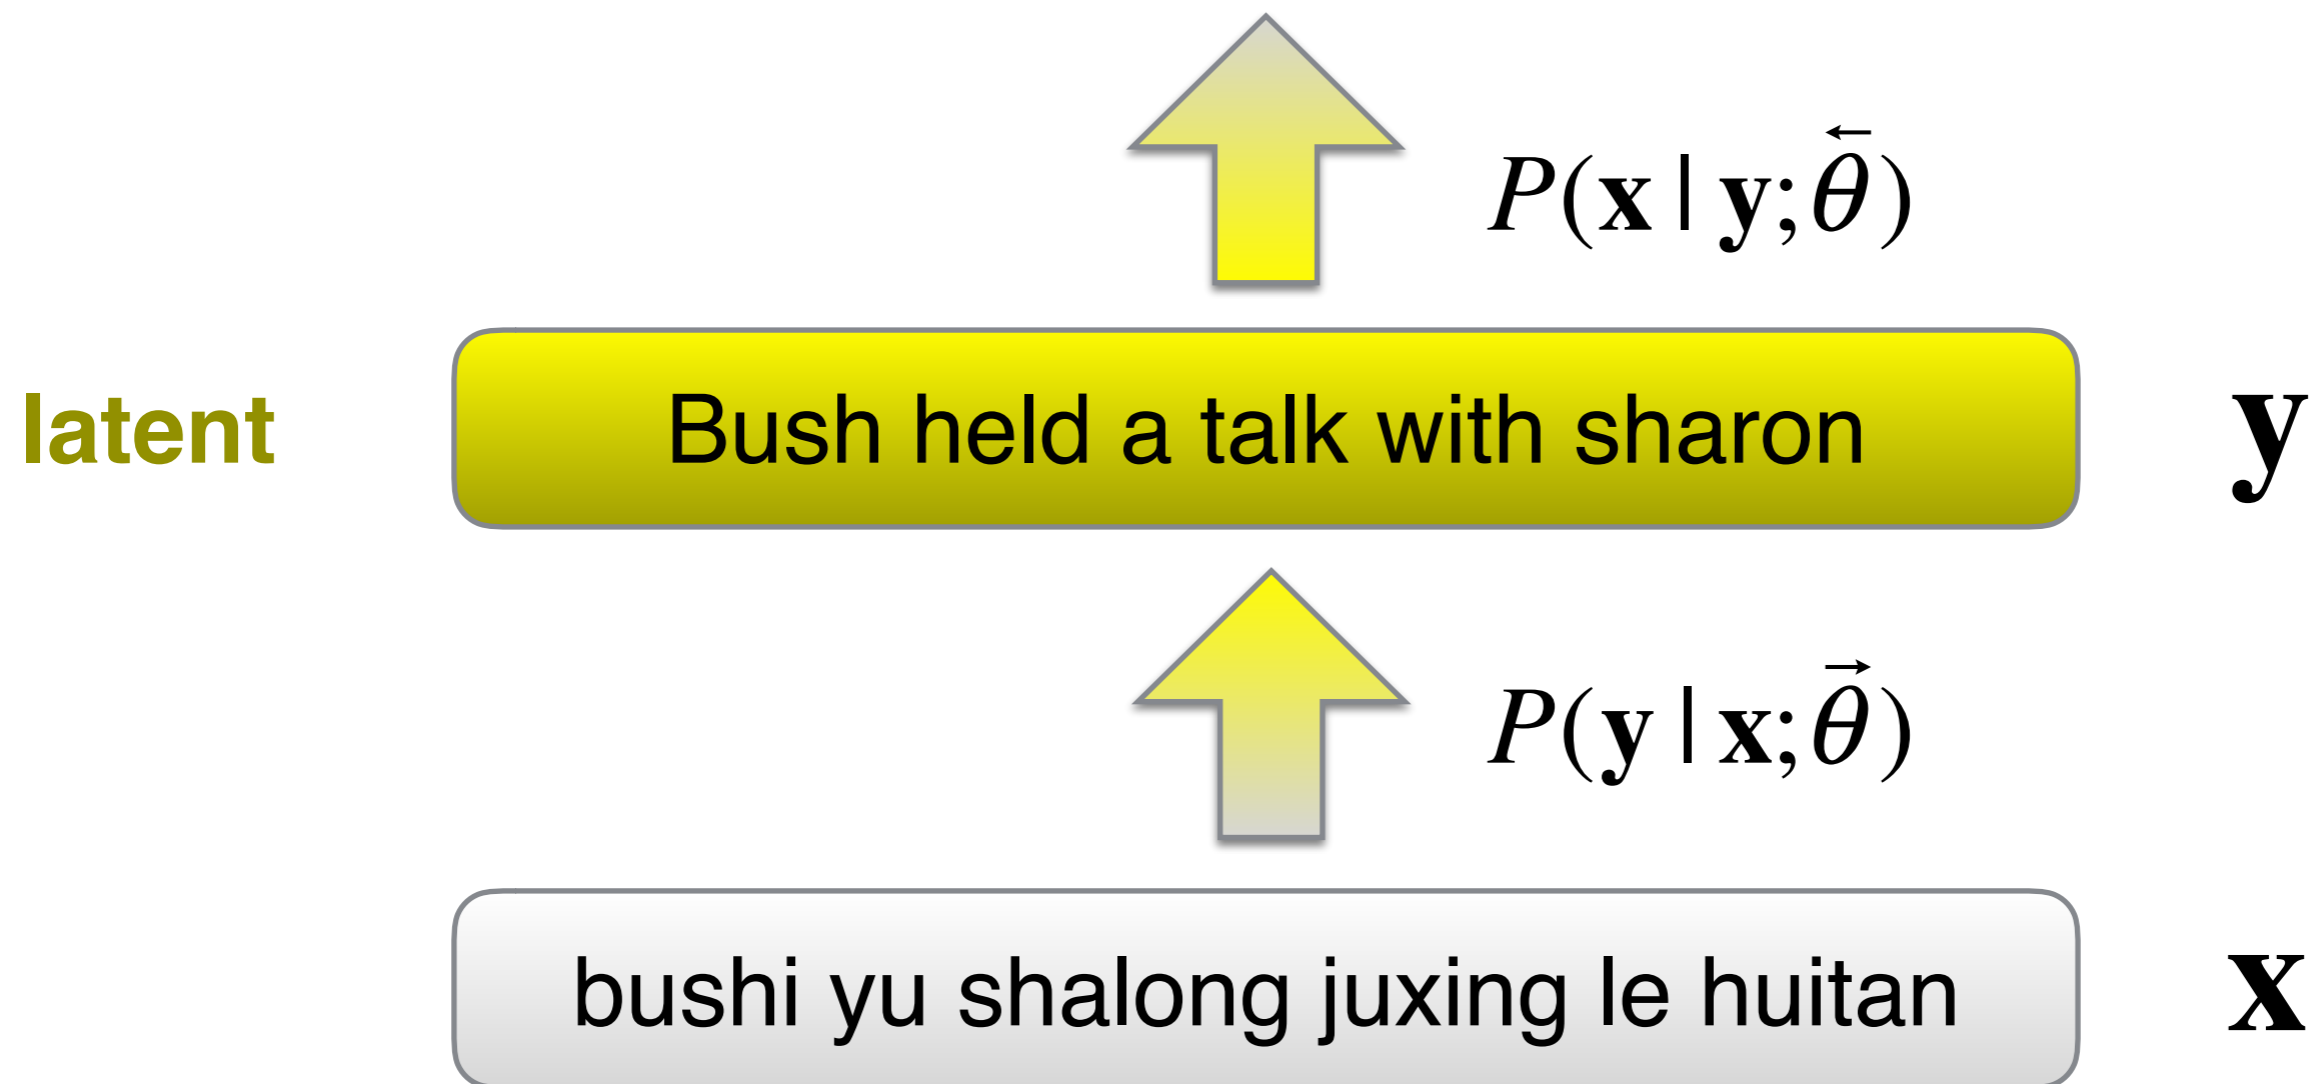 P(x | y; θ⃖)
latent Bush held a talk with sharon y
P(y | x; θ⃗)
bushi yu shalong juxing le huitan x